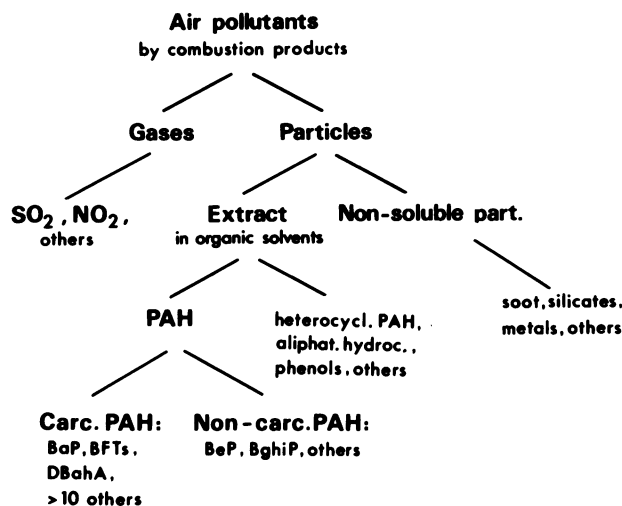 Air pollutants
by combustion products
Gases
Particles
SO₂, NO₂,
others
Extract
in organic solvents
Non-soluble part.
soot, silicates,
metals, others
PAH
heterocycl. PAH,
aliphat. hydroc.,
phenols, others
Carc. PAH:
BaP, BFTs,
DBahA,
>10 others
Non-carc. PAH:
BeP, BghiP, others